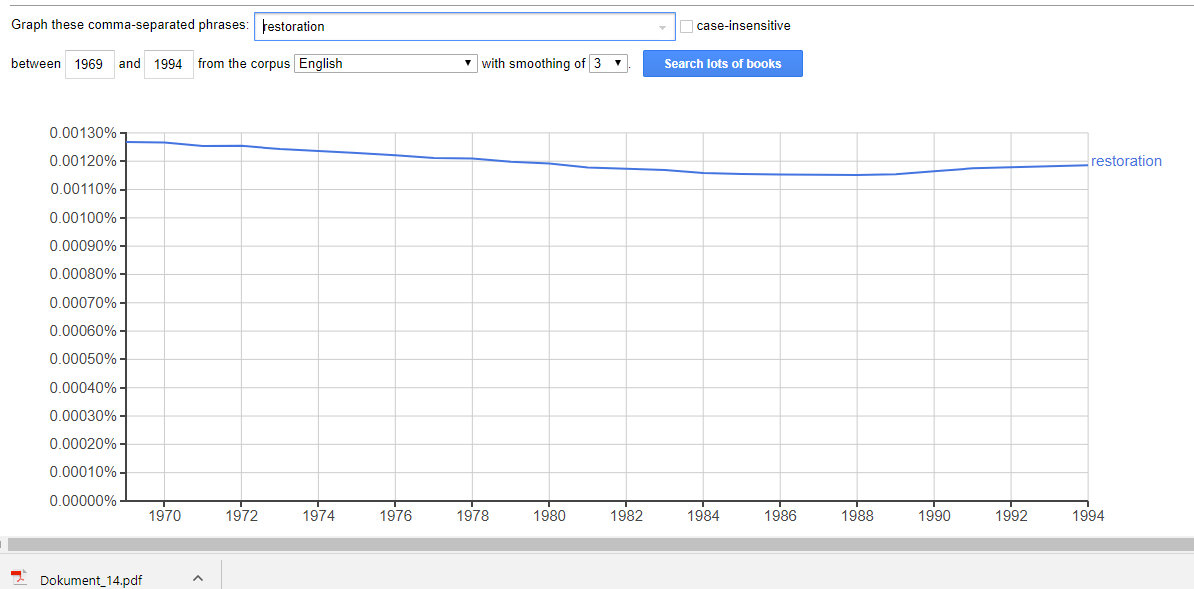 Graph these comma-separated phrases: restoration case-insensitive
between 1969 and 1994 from the corpus English with smoothing of 3 . Search lots of books
0.00130%
0.00120%
restoration
0.00110%
0.00100%
0.00090%
0.00080%
0.00070%
0.00060%
0.00050%
0.00040%
0.00030%
0.00020%
0.00010%
0.00000%
1970 1972 1974 1976 1978 1980 1982 1984 1986 1988 1990 1992 1994
Dokument_14.pdf